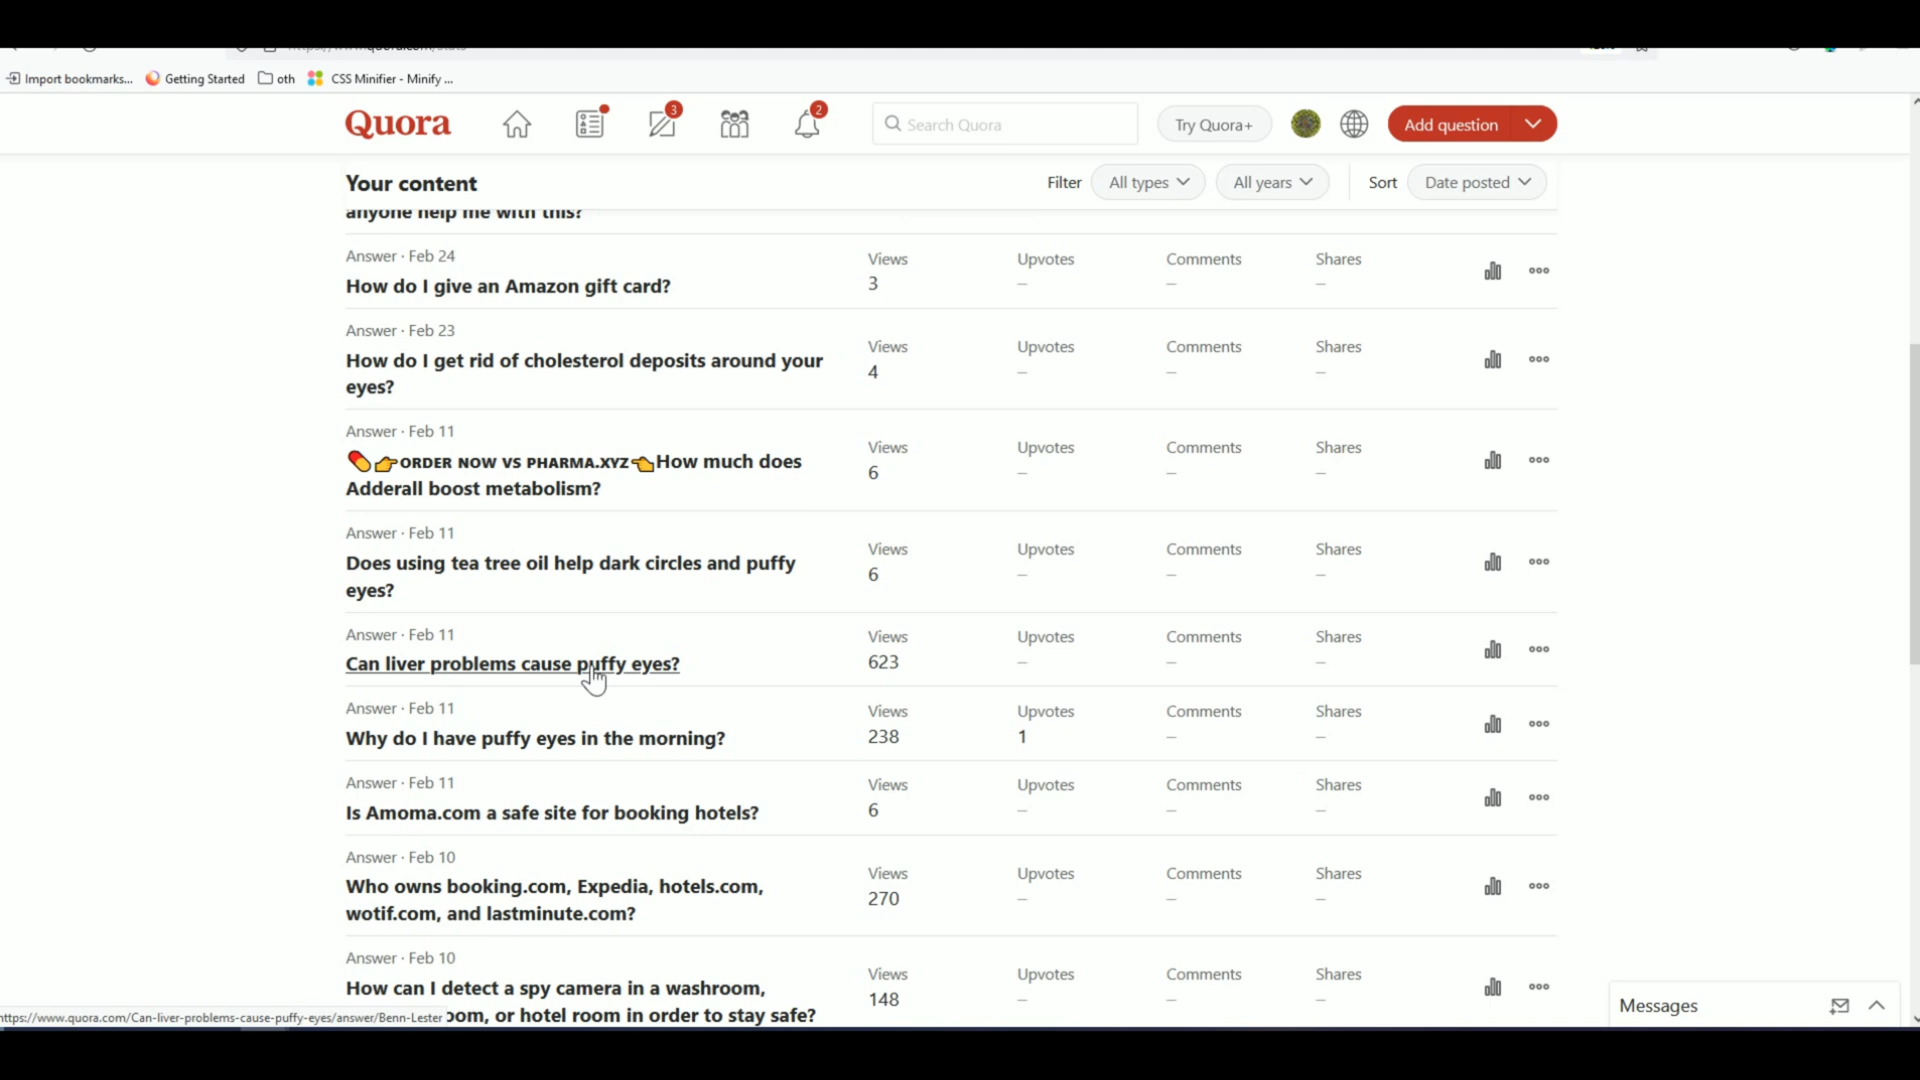 Import bookmarks... Getting Started oth CSS Minifier - Minify ...
Quora 3 2 Search Quora Try Quora+ Add question
Your content Filter All types All years Sort Date posted
anyone help me with this?
Answer · Feb 24 Views Upvotes Comments Shares
How do I give an Amazon gift card? 3 – – –
Answer · Feb 23 Views Upvotes Comments Shares
How do I get rid of cholesterol deposits around your 4 – – –
eyes?
Answer · Feb 11 Views Upvotes Comments Shares
💊👉ORDER NOW VS PHARMA.XYZ👈How much does 6 – – –
Adderall boost metabolism?
Answer · Feb 11 Views Upvotes Comments Shares
Does using tea tree oil help dark circles and puffy 6 – – –
eyes?
Answer · Feb 11 Views Upvotes Comments Shares
Can liver problems cause puffy eyes? 623 – – –
Answer · Feb 11 Views Upvotes Comments Shares
Why do I have puffy eyes in the morning? 238 1 – –
Answer · Feb 11 Views Upvotes Comments Shares
Is Amoma.com a safe site for booking hotels? 6 – – –
Answer · Feb 10 Views Upvotes Comments Shares
Who owns booking.com, Expedia, hotels.com, 270 – – –
wotif.com, and lastminute.com?
Answer · Feb 10 Views Upvotes Comments Shares
How can I detect a spy camera in a washroom, 148 – – –
oom, or hotel room in order to stay safe?
https://www.quora.com/Can-liver-problems-cause-puffy-eyes/answer/Benn-Lester
Messages